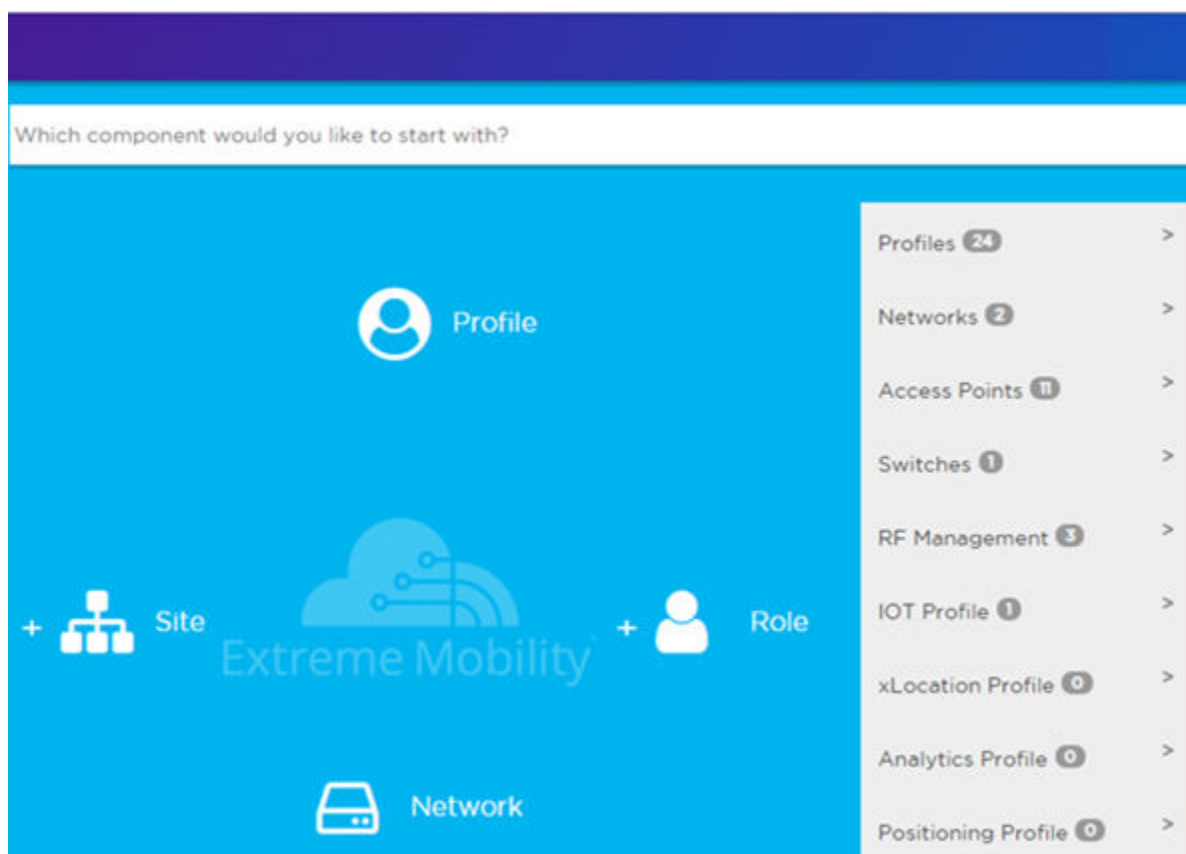 Which component would you like to start with?
Profile
+ Site
Extreme Mobility™
+ Role
Network
Profiles 24 >
Networks 2 >
Access Points 11 >
Switches 1 >
RF Management 3 >
IOT Profile 1 >
xLocation Profile 0 >
Analytics Profile 0 >
Positioning Profile 0 >